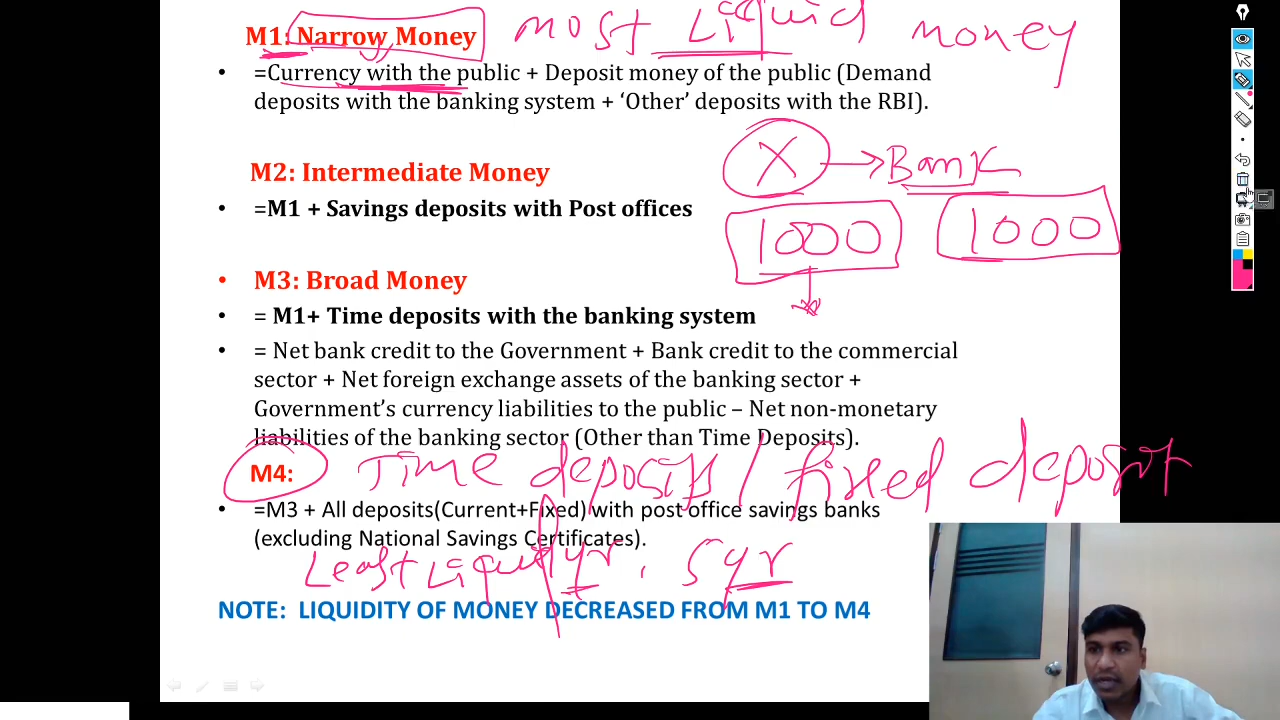 M1: Narrow Money most Liquid money
• =Currency with the public + Deposit money of the public (Demand
deposits with the banking system + ‘Other’ deposits with the RBI).
X → Bank
M2: Intermediate Money
• =M1 + Savings deposits with Post offices
1000 1000
• M3: Broad Money
• = M1+ Time deposits with the banking system
• = Net bank credit to the Government + Bank credit to the commercial
sector + Net foreign exchange assets of the banking sector +
Government’s currency liabilities to the public – Net non-monetary
liabilities of the banking sector (Other than Time Deposits).
M4: Time deposits / fixed deposit
• =M3 + All deposits(Current+Fixed) with post office savings banks
(excluding National Savings Certificates).
Least Liquid yr, 5yr
NOTE: LIQUIDITY OF MONEY DECREASED FROM M1 TO M4